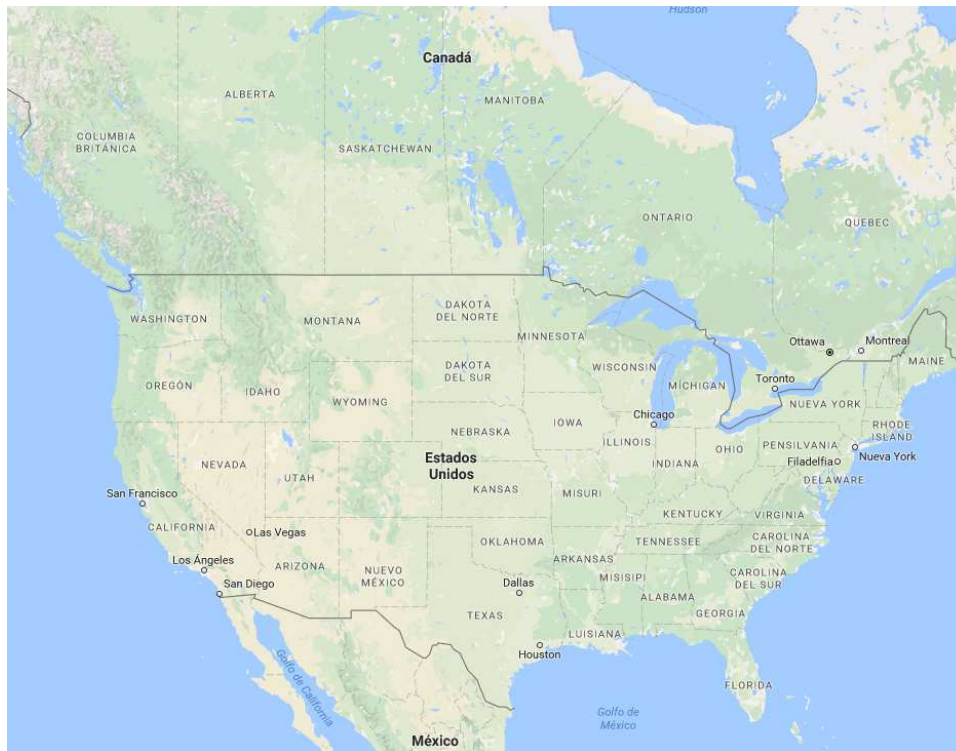 Hudson
Canadá
ALBERTA
MANITOBA
COLUMBIA
BRITÁNICA
SASKATCHEWAN
ONTARIO
QUEBEC
WASHINGTON
MONTANA
DAKOTA
DEL NORTE
MINNESOTA
Ottawa
Montreal
MAINE
OREGÓN
IDAHO
WYOMING
DAKOTA
DEL SUR
WISCONSIN
MICHIGAN
Toronto
NUEVA YORK
RHODE
ISLAND
Chicago
NEBRASKA
IOWA
ILLINOIS
INDIANA
OHIO
PENSILVANIA
Nueva York
Filadelfia
DELAWARE
NEVADA
UTAH
Estados
Unidos
KANSAS
MISURI
San Francisco
CALIFORNIA
KENTUCKY
VIRGINIA
Las Vegas
OKLAHOMA
TENNESSEE
CAROLINA
DEL NORTE
Los Ángeles
ARIZONA
NUEVO
MÉXICO
ARKANSAS
MISISIPI
CAROLINA
DEL SUR
San Diego
Dallas
ALABAMA
GEORGIA
TEXAS
LUISIANA
Houston
Golfo de California
FLORIDA
Golfo de
México
México